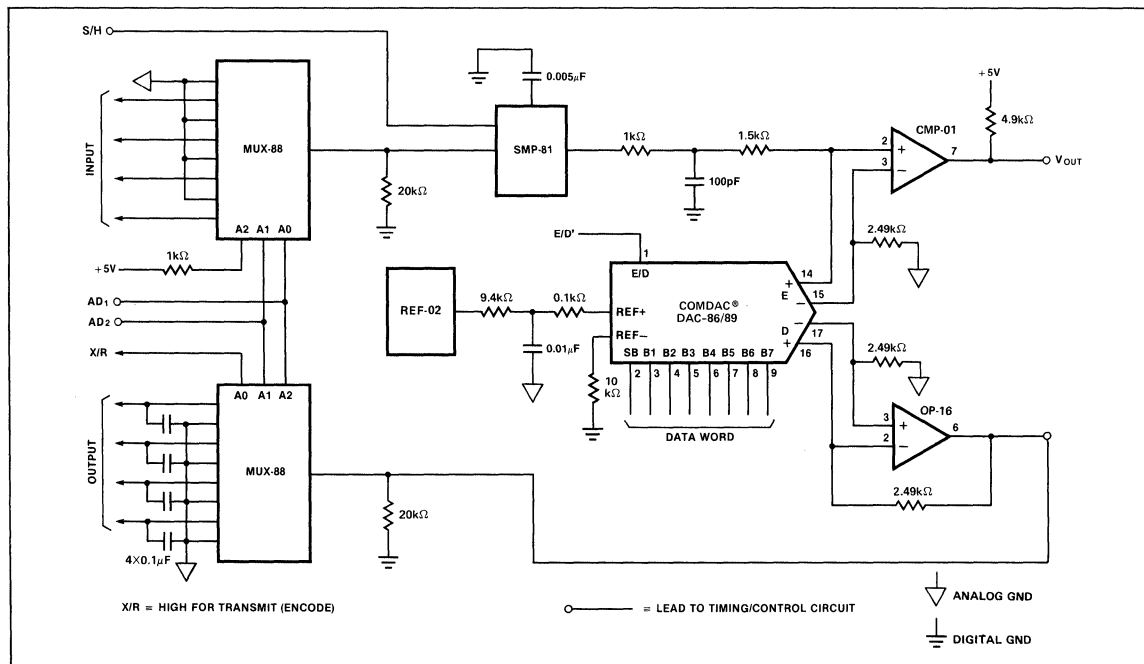 S/H
0.005μF
+5V
4.9kΩ
INPUT
MUX-88
SMP-81
1kΩ
1.5kΩ
CMP-01
2
+
3
−
7
V_OUT
20kΩ
100pF
A2 A1 A0
E/D'
1
2.49kΩ
+5V
1kΩ
E/D
COMDAC®
DAC-86/89
+
14
E
−
15
AD₁
AD₂
REF-02
9.4kΩ
0.1kΩ
REF+
REF−
−
D
17
+
16
X/R
0.01μF
SB B1 B2 B3 B4 B5 B6 B7
2 3 4 5 6 7 8 9
2.49kΩ
10
kΩ
A0 A1 A2
DATA WORD
OP-16
3
+
2
−
6
OUTPUT
MUX-88
2.49kΩ
20kΩ
4×0.1μF
X/R = HIGH FOR TRANSMIT (ENCODE)
= LEAD TO TIMING/CONTROL CIRCUIT
ANALOG GND
DIGITAL GND